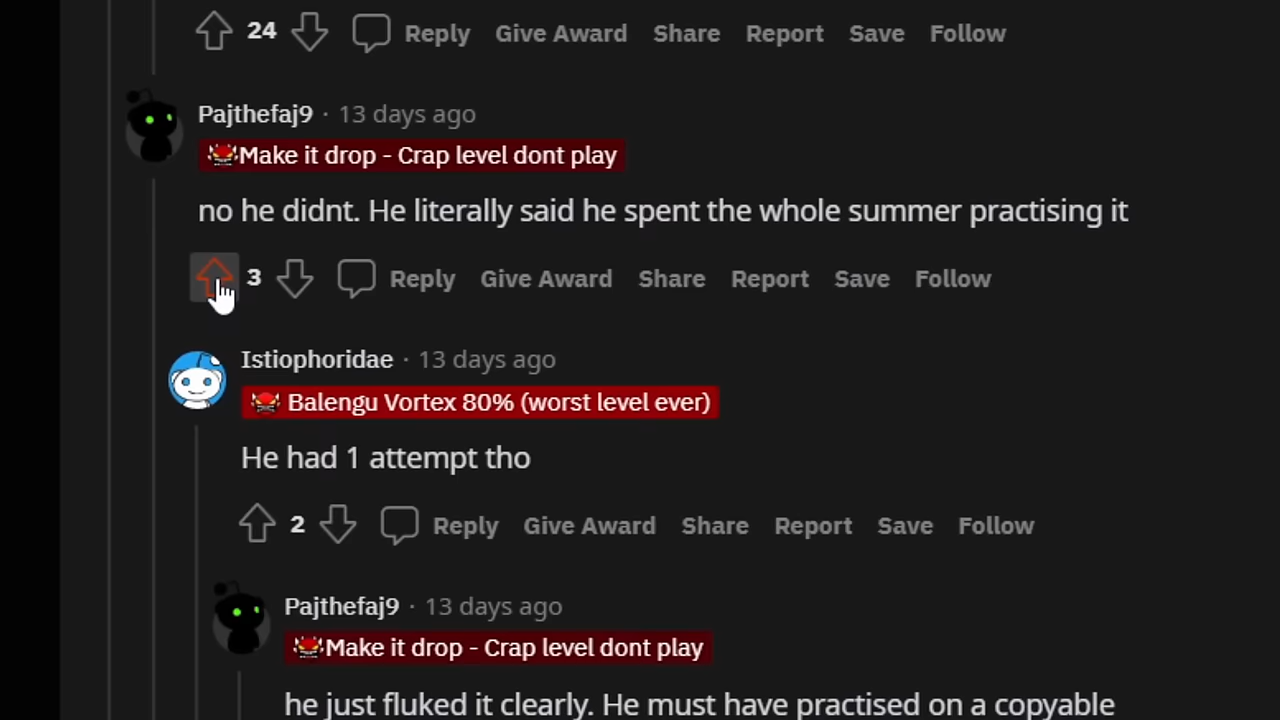 24 Reply Give Award Share Report Save Follow
Pajthefaj9 · 13 days ago
Make it drop - Crap level dont play
no he didnt. He literally said he spent the whole summer practising it
3 Reply Give Award Share Report Save Follow
Istiophoridae · 13 days ago
Balengu Vortex 80% (worst level ever)
He had 1 attempt tho
2 Reply Give Award Share Report Save Follow
Pajthefaj9 · 13 days ago
Make it drop - Crap level dont play
he just fluked it clearly. He must have practised on a copyable